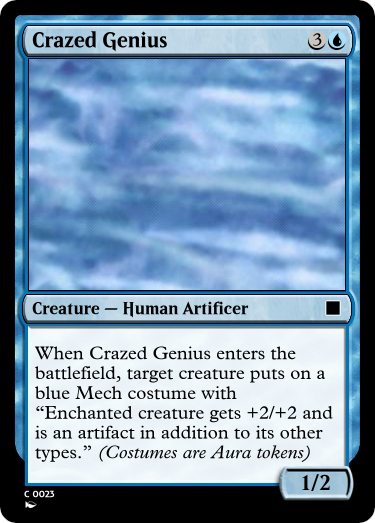 Crazed Genius 3
Creature — Human Artificer
When Crazed Genius enters the
battlefield, target creature puts on a
blue Mech costume with
“Enchanted creature gets +2/+2 and
is an artifact in addition to its other
types.” (Costumes are Aura tokens)
1/2
C 0023